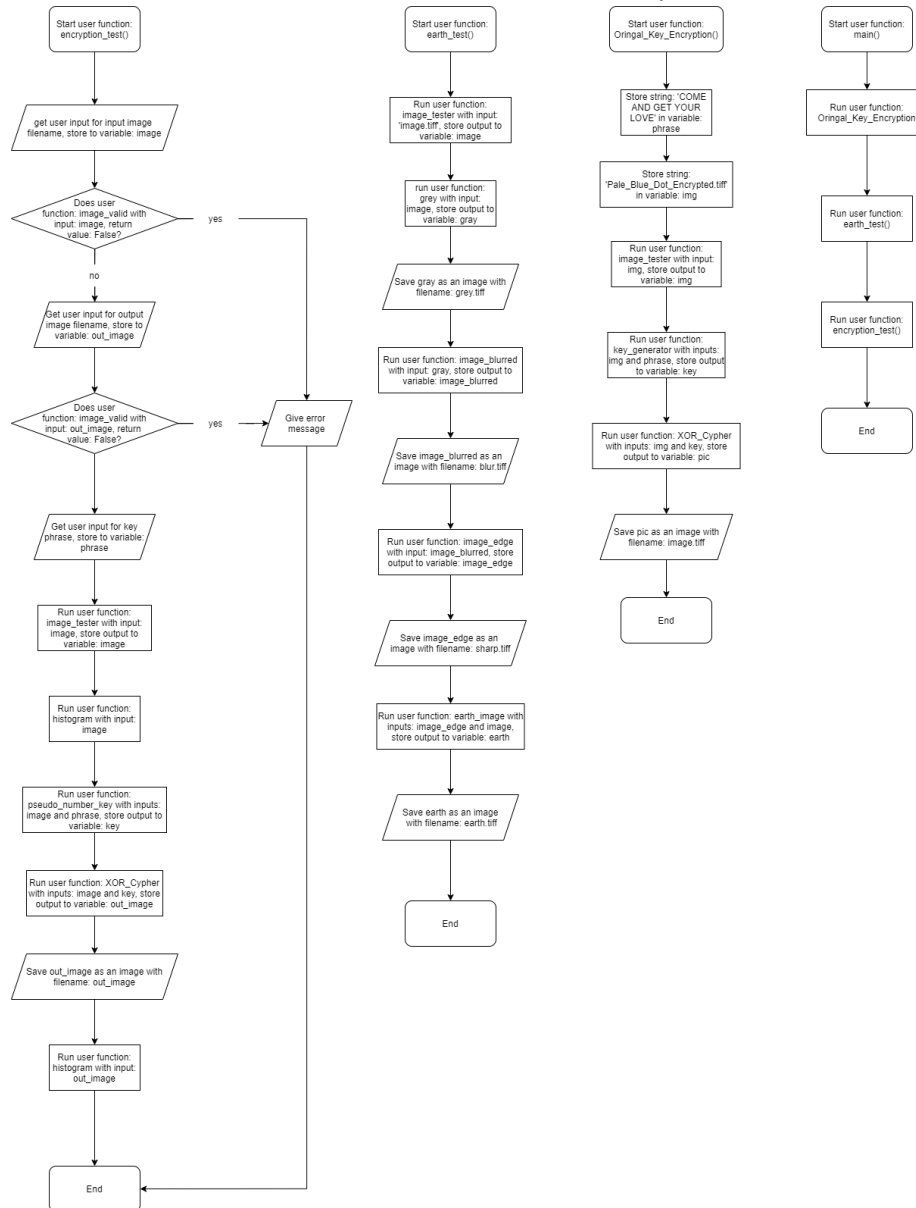 Start user function:
encryption_test()
get user input for input image
filename, store to variable: image
Does user
function: image_valid with
input: image, return
value: False?
yes
no
Get user input for output
image filename, store to
variable: out_image
Does user
function: image_valid with
input: out_image, return
value: False?
yes
Give error
message
Get user input for key
phrase, store to variable:
phrase
Run user function:
image_tester with input:
image, store output to
variable: image
Run user function:
histogram with input:
image
Run user function:
pseudo_number_key with inputs:
image and phrase, store output to
variable: key
Run user function: XOR_Cypher
with inputs: image and key, store
output to variable: out_image
Save out_image as an image with
filename: out_image
Run user function:
histogram with input:
out_image
End
Start user function:
earth_test()
Run user function:
image_tester with input:
'image.tiff', store output to
variable: image
run user function:
grey with input:
image, store output to
variable: gray
Save gray as an image with
filename: grey.tiff
Run user function: image_blurred
with input: gray, store output to
variable: image_blurred
Save image_blurred as an
image with filename: blur.tiff
Run user function: image_edge
with input: image_blurred, store
output to variable: image_edge
Save image_edge as an
image with filename: sharp.tiff
Run user function: earth_image with
inputs: image_edge and image,
store output to variable: earth
Save earth as an image
with filename: earth.tiff
End
Start user function:
Oringal_Key_Encryption()
Store string: 'COME
AND GET YOUR
LOVE' in variable:
phrase
Store string:
'Pale_Blue_Dot_Encrypted.tiff'
in variable: img
Run user function:
image_tester with input:
img, store output to
variable: img
Run user function:
key_generator with inputs:
img and phrase, store output
to variable: key
Run user function: XOR_Cypher
with inputs: img and key, store
output to variable: pic
Save pic as an image with
filename: image.tiff
End
Start user function:
main()
Run user function:
Oringal_Key_Encryption
Run user function:
earth_test()
Run user function:
encryption_test()
End